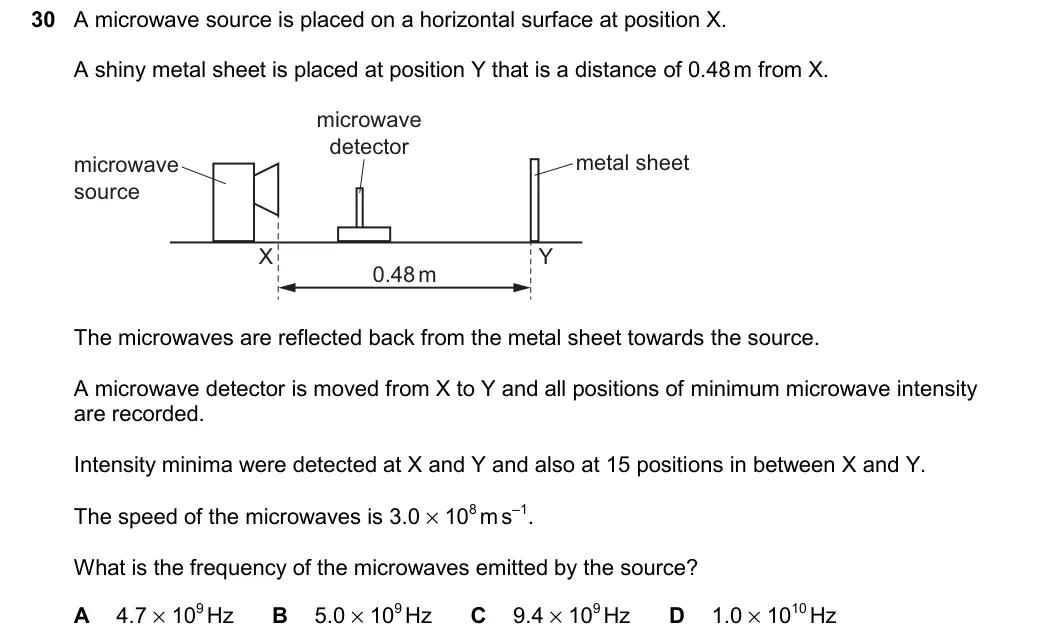 30 A microwave source is placed on a horizontal surface at position X.
A shiny metal sheet is placed at position Y that is a distance of 0.48 m from X.
microwave
detector
microwave
source
metal sheet
X
Y
0.48 m
The microwaves are reflected back from the metal sheet towards the source.
A microwave detector is moved from X to Y and all positions of minimum microwave intensity
are recorded.
Intensity minima were detected at X and Y and also at 15 positions in between X and Y.
The speed of the microwaves is 3.0 × 10⁸ m s⁻¹.
What is the frequency of the microwaves emitted by the source?
A 4.7 × 10⁹ Hz B 5.0 × 10⁹ Hz C 9.4 × 10⁹ Hz D 1.0 × 10¹⁰ Hz